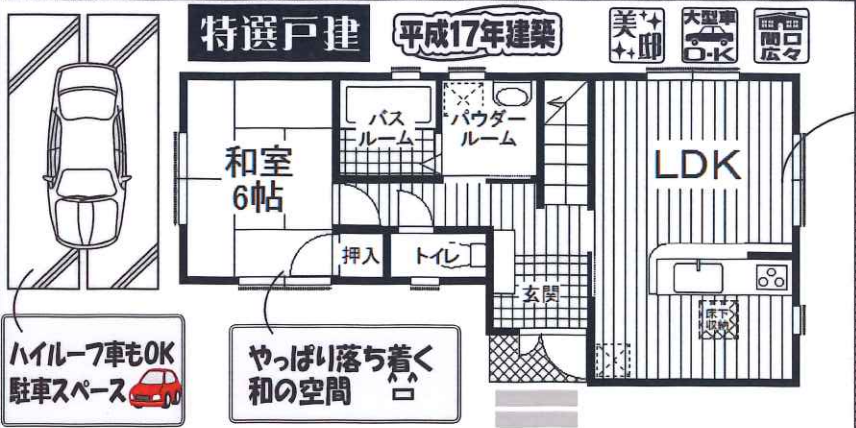 特選戸建
平成17年建築
美邸
大型車
O・K
間口
広々
バス
ルーム
パウダー
ルーム
和室
6帖
LDK
押入
トイレ
玄関
床下
収納
ハイルーフ車もOK
駐車スペース
やっぱり落ち着く
和の空間